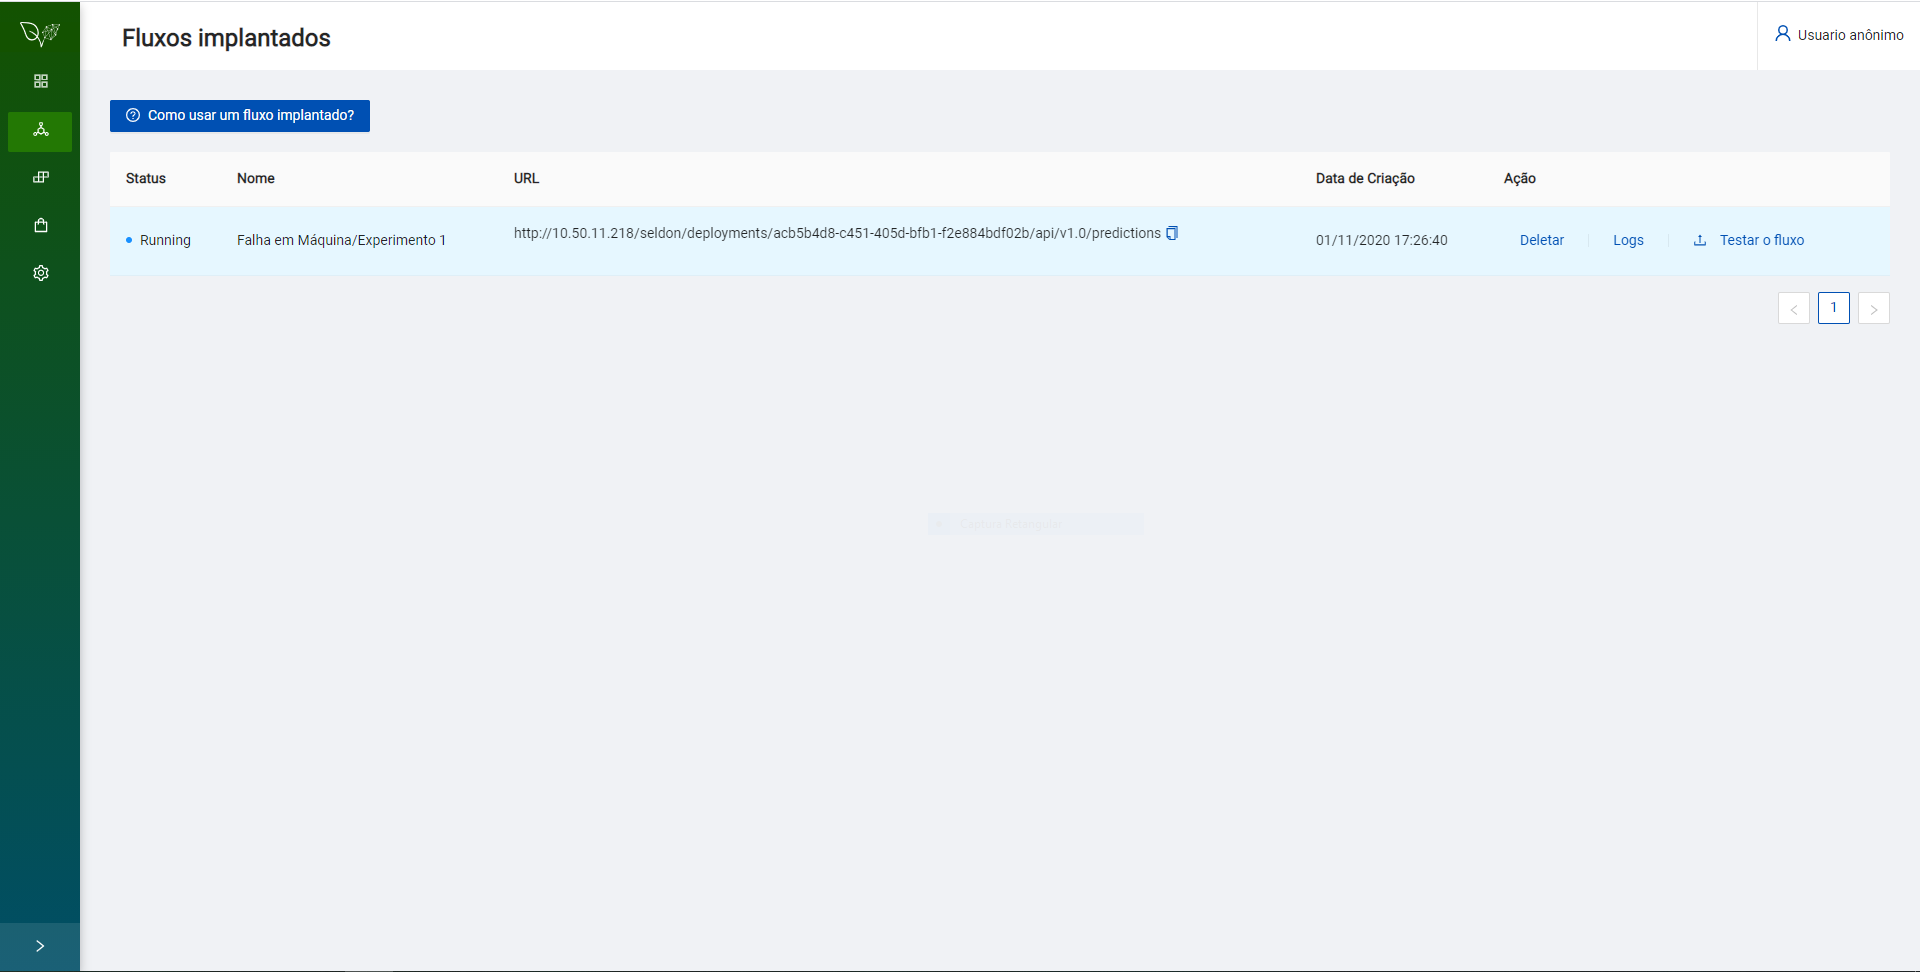 Fluxos implantados
Usuario anônimo
Como usar um fluxo implantado?
Status Nome URL Data de Criação Ação
Running Falha em Máquina/Experimento 1 http://10.50.11.218/seldon/deployments/acb5b4d8-c451-405d-bfb1-f2e884bdf02b/api/v1.0/predictions 01/11/2020 17:26:40 Deletar Logs Testar o fluxo
< 1 >